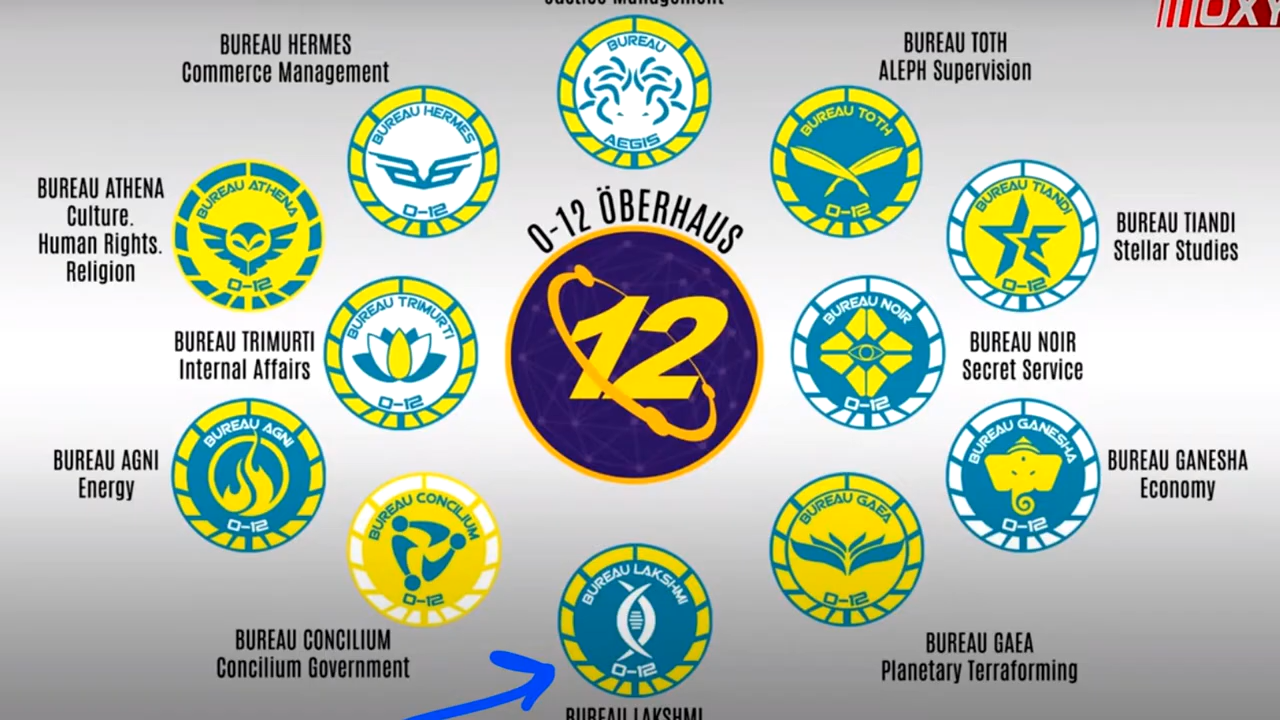 Justice Management
OXY
BUREAU HERMES
Commerce Management
BUREAU
AEGIS
BUREAU TOTH
ALEPH Supervision
BUREAU HERMES
O-12
BUREAU TOTH
O-12
BUREAU ATHENA
Culture.
Human Rights.
Religion
BUREAU ATHENA
O-12
O-12 ÖBERHAUS
12
BUREAU TIANDI
O-12
BUREAU TIANDI
Stellar Studies
BUREAU TRIMURTI
Internal Affairs
BUREAU TRIMURTI
O-12
BUREAU NOIR
O-12
BUREAU NOIR
Secret Service
BUREAU AGNI
Energy
BUREAU AGNI
O-12
BUREAU GANESHA
O-12
BUREAU GANESHA
Economy
BUREAU CONCILIUM
O-12
BUREAU GAEA
O-12
BUREAU LAKSHMI
O-12
BUREAU CONCILIUM
Concilium Government
BUREAU GAEA
Planetary Terraforming
BUREAU LAKSHMI